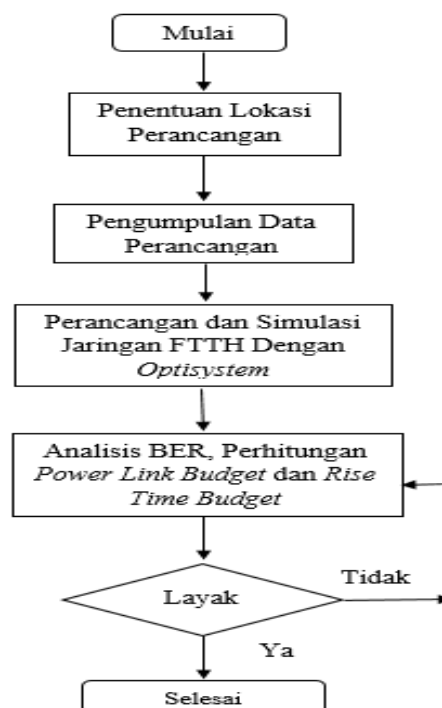 Mulai
Penentuan Lokasi
Perancangan
Pengumpulan Data
Perancangan
Perancangan dan Simulasi
Jaringan FTTH Dengan
Optisystem
Analisis BER, Perhitungan
Power Link Budget dan Rise
Time Budget
Layak
Tidak
Ya
Selesai